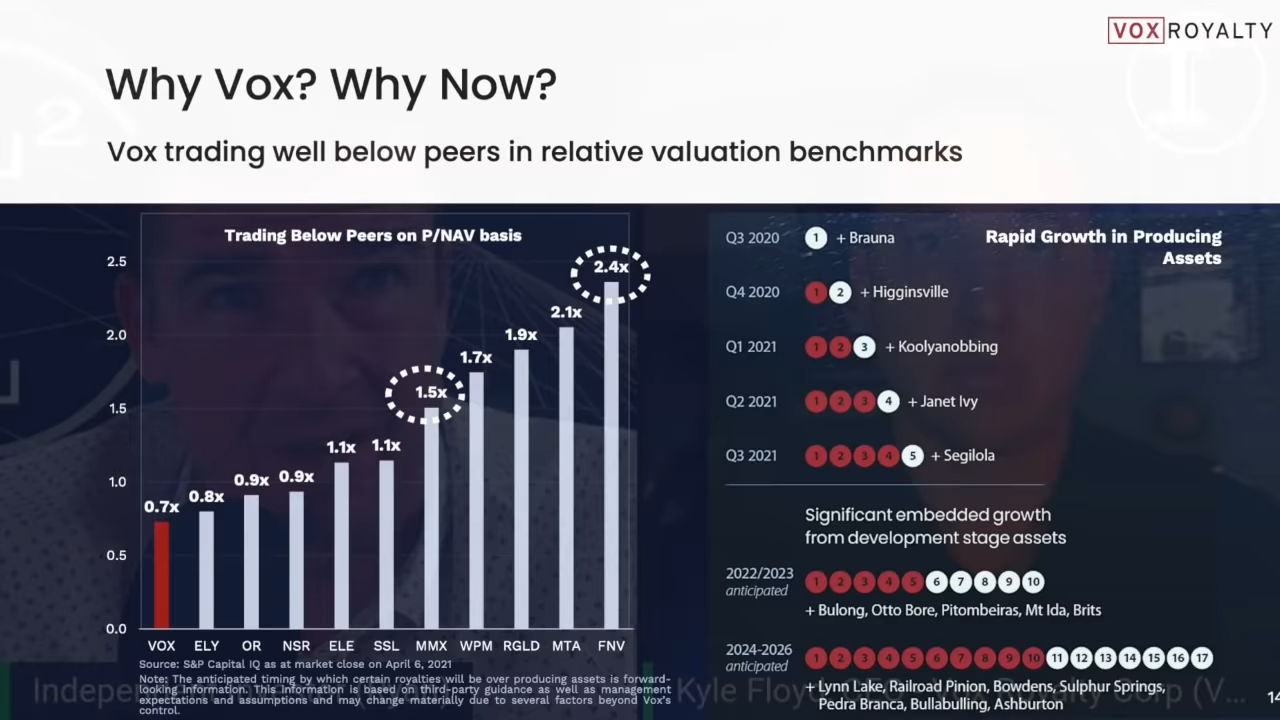 VOX ROYALTY
Why Vox? Why Now?
Vox trading well below peers in relative valuation benchmarks
Trading Below Peers on P/NAV basis
2.5
2.0
1.5
1.0
0.5
0.0
0.7x
0.8x
0.9x
0.9x
1.1x
1.1x
1.5x
1.7x
1.9x
2.1x
2.4x
VOX ELY OR NSR ELE SSL MMX WPM RGLD MTA FNV
Source: S&P Capital IQ as at market close on April 6, 2021
Note: The anticipated timing by which certain royalties will be over producing assets is forward-
looking information. This information is based on third-party guidance as well as management
expectations and assumptions and may change materially due to several factors beyond Vox's
control.
Rapid Growth in Producing
Assets
Q3 2020 1 + Brauna
Q4 2020 1 2 + Higginsville
Q1 2021 1 2 3 + Koolyanobbing
Q2 2021 1 2 3 4 + Janet Ivy
Q3 2021 1 2 3 4 5 + Segilola
Significant embedded growth
from development stage assets
2022/2023
anticipated
1 2 3 4 5 6 7 8 9 10
+ Bulong, Otto Bore, Pitombeiras, Mt Ida, Brits
2024-2026
anticipated
1 2 3 4 5 6 7 8 9 10 11 12 13 14 15 16 17
+ Lynn Lake, Railroad Pinion, Bowdens, Sulphur Springs,
Pedra Branca, Bullabulling, Ashburton
Kyle Floyd
14